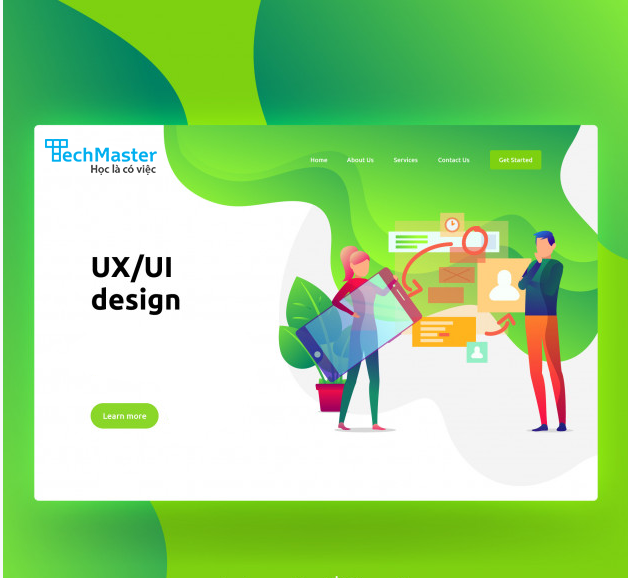 TechMaster
Học là có việc
Home About Us Services Contact Us Get Started
UX/UI
design
Learn more